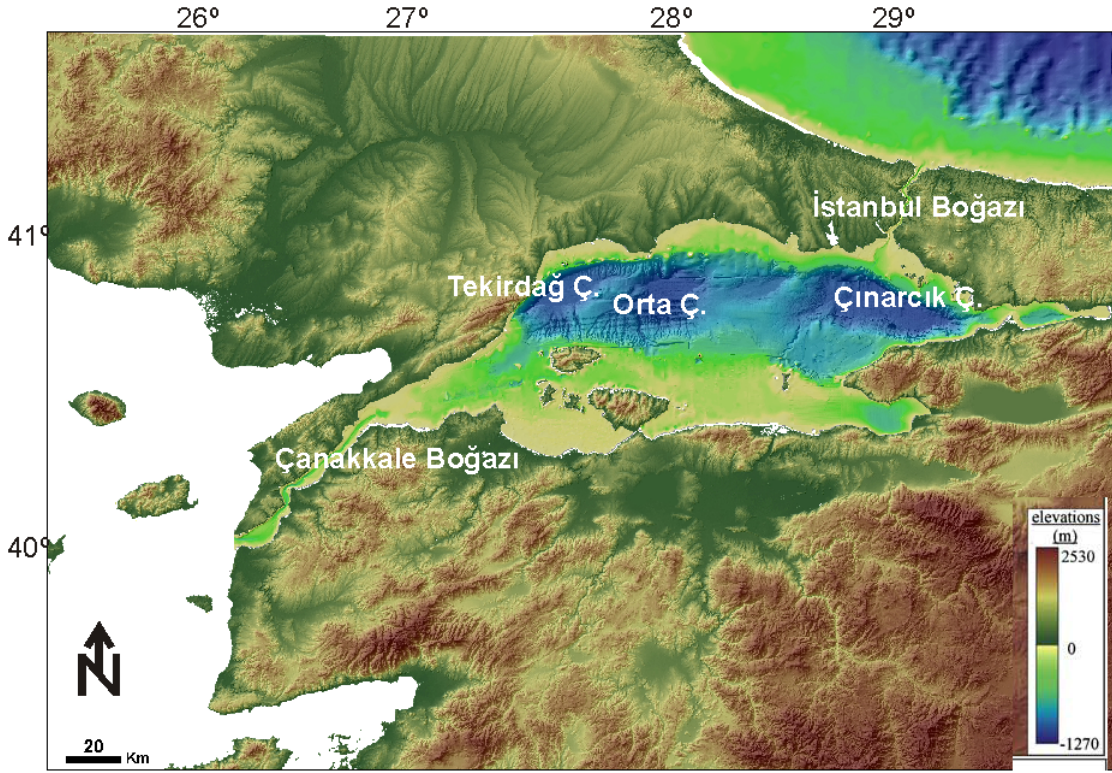 26º 27º 28º 29º
41º
İstanbul Boğazı
Tekirdağ Ç.
Orta Ç.
Çınarcık Ç.
Çanakkale Boğazı
40º
elevations
(m)
2530
0
-1270
N
20 Km